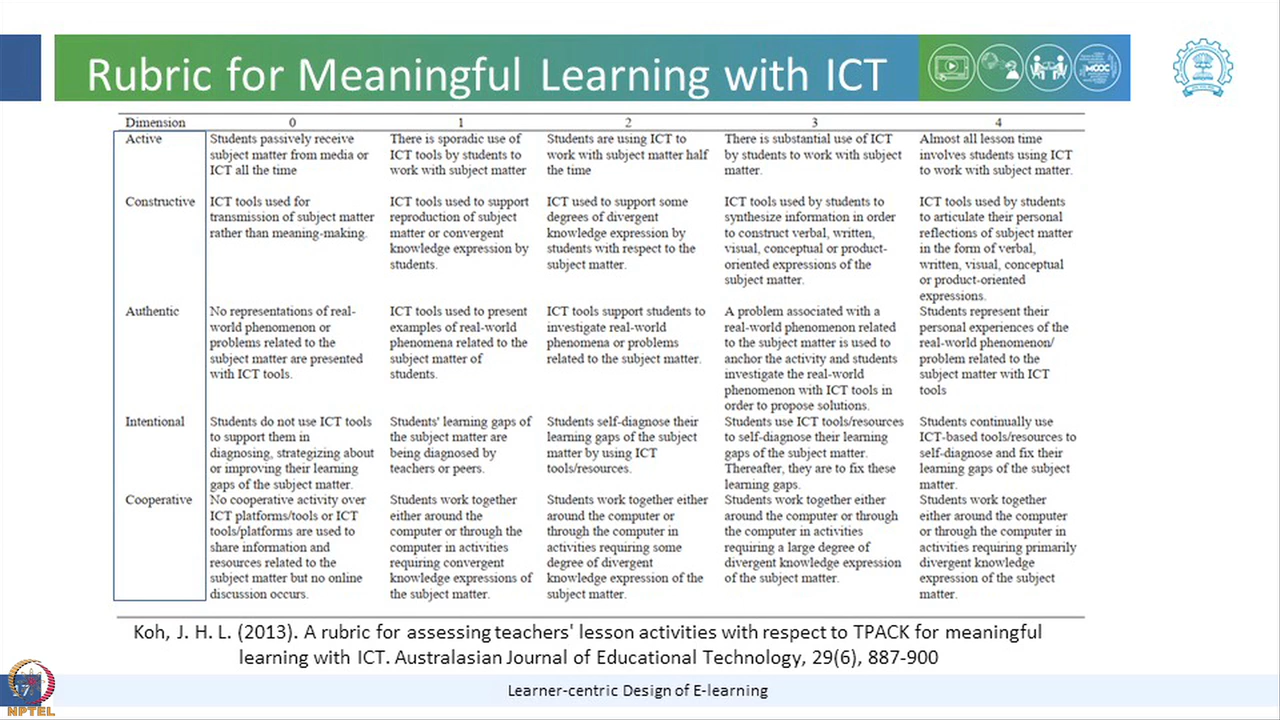 Rubric for Meaningful Learning with ICT
MOOC
Dimension 0 1 2 3 4
Active
Students passively receive
subject matter from media or
ICT all the time
There is sporadic use of
ICT tools by students to
work with subject matter
Students are using ICT to
work with subject matter half
the time
There is substantial use of ICT
by students to work with subject
matter.
Almost all lesson time
involves students using ICT
to work with subject matter.
Constructive
ICT tools used for
transmission of subject matter
rather than meaning-making.
ICT tools used to support
reproduction of subject
matter or convergent
knowledge expression by
students.
ICT used to support some
degrees of divergent
knowledge expression by
students with respect to the
subject matter.
ICT tools used by students to
synthesize information in order
to construct verbal, written,
visual, conceptual or product-
oriented expressions of the
subject matter.
ICT tools used by students
to articulate their personal
reflections of subject matter
in the form of verbal,
written, visual, conceptual
or product-oriented
expressions.
Authentic
No representations of real-
world phenomenon or
problems related to the
subject matter are presented
with ICT tools.
ICT tools used to present
examples of real-world
phenomena related to the
subject matter of
students.
ICT tools support students to
investigate real-world
phenomena or problems
related to the subject matter.
A problem associated with a
real-world phenomenon related
to the subject matter is used to
anchor the activity and students
investigate the real-world
phenomenon with ICT tools in
order to propose solutions.
Students represent their
personal experiences of the
real-world phenomenon/
problem related to the
subject matter with ICT
tools
Intentional
Students do not use ICT tools
to support them in
diagnosing, strategizing about
or improving their learning
gaps of the subject matter.
Students' learning gaps of
the subject matter are
being diagnosed by
teachers or peers.
Students self-diagnose their
learning gaps of the subject
matter by using ICT
tools/resources.
Students use ICT tools/resources
to self-diagnose their learning
gaps of the subject matter.
Thereafter, they are to fix these
learning gaps.
Students continually use
ICT-based tools/resources to
self-diagnose and fix their
learning gaps of the subject
matter.
Cooperative
No cooperative activity over
ICT platforms/tools or ICT
tools/platforms are used to
share information and
resources related to the
subject matter but no online
discussion occurs.
Students work together
either around the
computer or through the
computer in activities
requiring convergent
knowledge expressions of
the subject matter.
Students work together either
around the computer or
through the computer in
activities requiring some
degree of divergent
knowledge expression of the
subject matter.
Students work together either
around the computer or through
the computer in activities
requiring a large degree of
divergent knowledge expression
of the subject matter.
Students work together
either around the computer
or through the computer in
activities requiring primarily
divergent knowledge
expression of the subject
matter.
Koh, J. H. L. (2013). A rubric for assessing teachers' lesson activities with respect to TPACK for meaningful
learning with ICT. Australasian Journal of Educational Technology, 29(6), 887-900
17
NPTEL
Learner-centric Design of E-learning